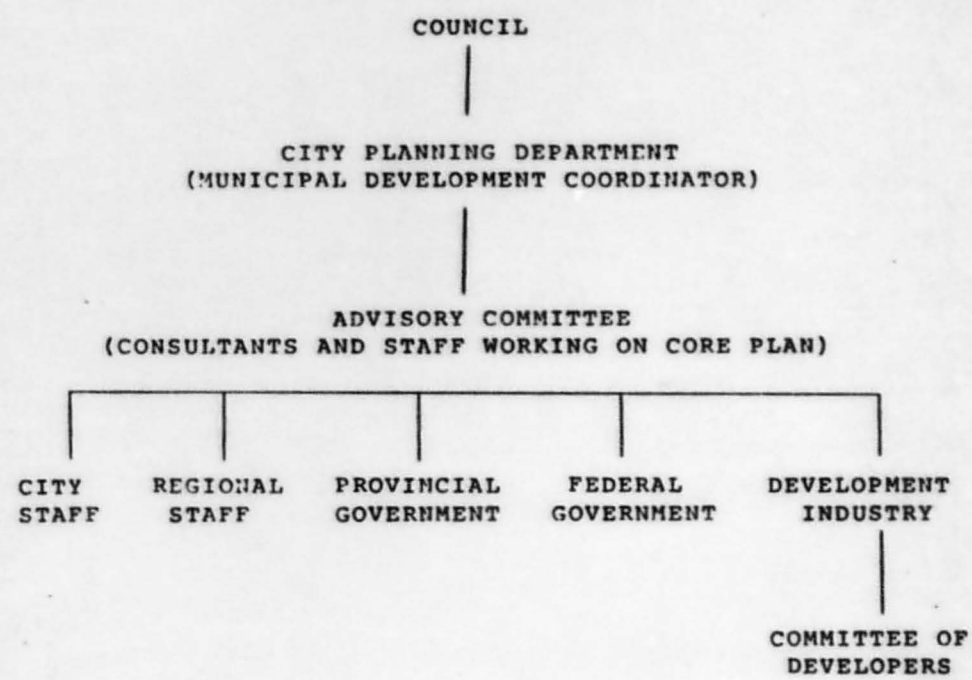 COUNCIL
CITY PLANNING DEPARTMENT
(MUNICIPAL DEVELOPMENT COORDINATOR)
ADVISORY COMMITTEE
(CONSULTANTS AND STAFF WORKING ON CORE PLAN)
CITY
STAFF
REGIONAL
STAFF
PROVINCIAL
GOVERNMENT
FEDERAL
GOVERNMENT
DEVELOPMENT
INDUSTRY
COMMITTEE OF
DEVELOPERS